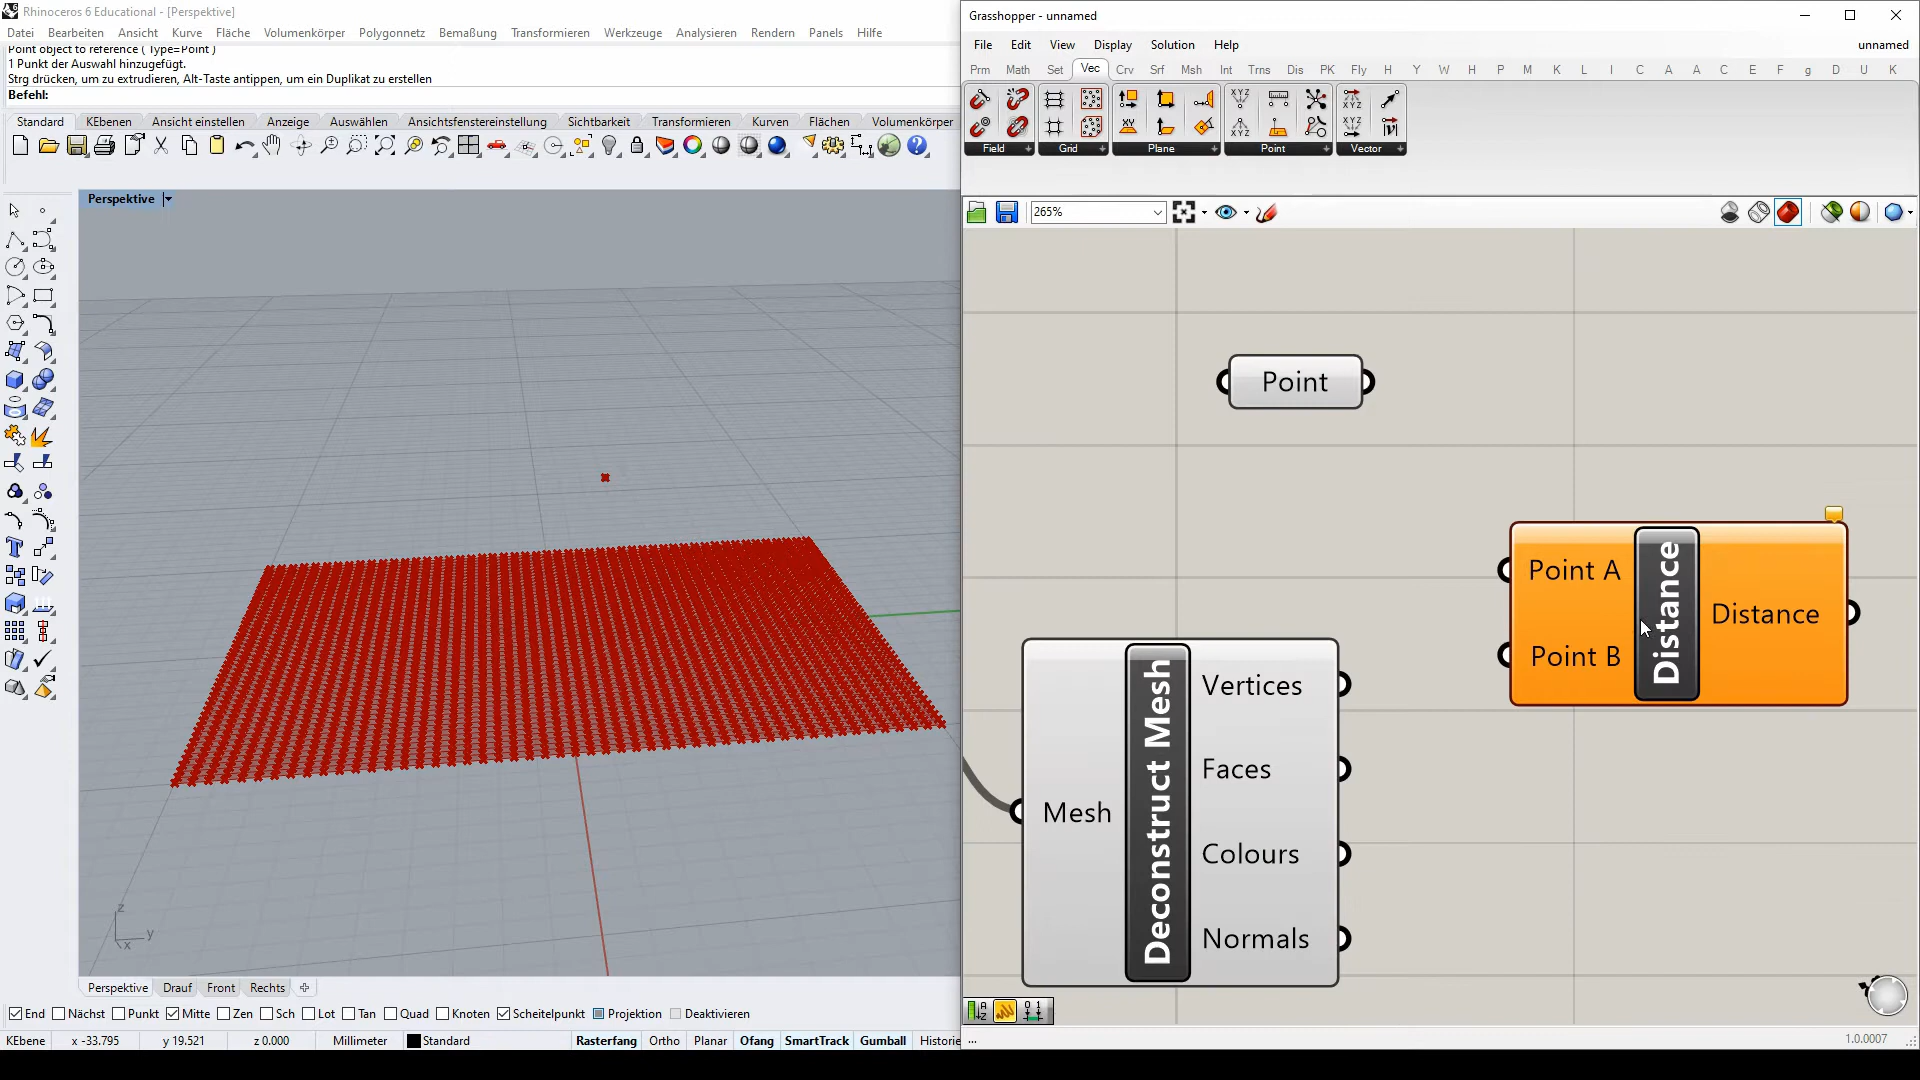 Rhinoceros 6 Educational - [Perspektive]
Datei Bearbeiten Ansicht Kurve Fläche Volumenkörper Polygonnetz Bemaßung Transformieren Werkzeuge Analysieren Rendern Panels Hilfe
Point object to reference ( Type=Point )
1 Punkt der Auswahl hinzugefügt.
Strg drücken, um zu extrudieren, Alt-Taste antippen, um ein Duplikat zu erstellen
Befehl:
Standard KEbenen Ansicht einstellen Anzeige Auswählen Ansichtsfenstereinstellung Sichtbarkeit Transformieren Kurven Flächen Volumenkörper
Perspektive
z
y
x
Perspektive Drauf Front Rechts
End Nächst Punkt Mitte Zen Sch Lot Tan Quad Knoten Scheitelpunkt Projektion Deaktivieren
KEbene x -33.795 y 19.521 z 0.000 Millimeter Standard Rasterfang Ortho Planar Ofang SmartTrack Gumball Historie
Grasshopper - unnamed
File Edit View Display Solution Help unnamed
Prm Math Set Vec Crv Srf Msh Int Trns Dis PK Fly H Y W H P M K L I C A A C E F g D U K
Field Grid Plane Point Vector
265%
Point
Point A
Point B
Distance
Distance
Mesh
Deconstruct Mesh
Vertices
Faces
Colours
Normals
...
1.0.0007